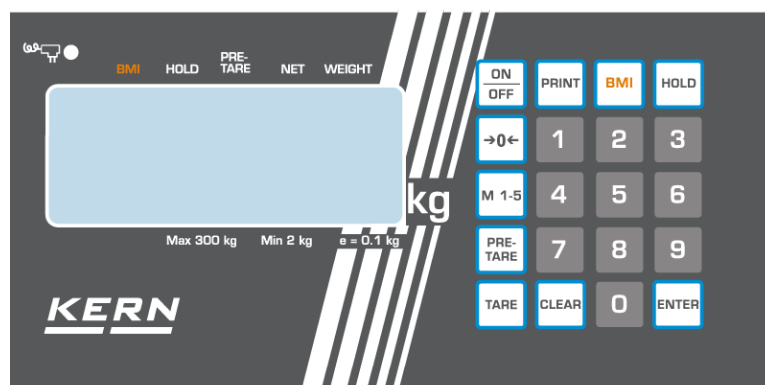 BMI HOLD PRE-TARE NET WEIGHT
kg
Max 300 kg Min 2 kg e = 0.1 kg
KERN
ON OFF PRINT BMI HOLD
→0← 1 2 3
M 1-5 4 5 6
PRE-TARE 7 8 9
TARE CLEAR 0 ENTER